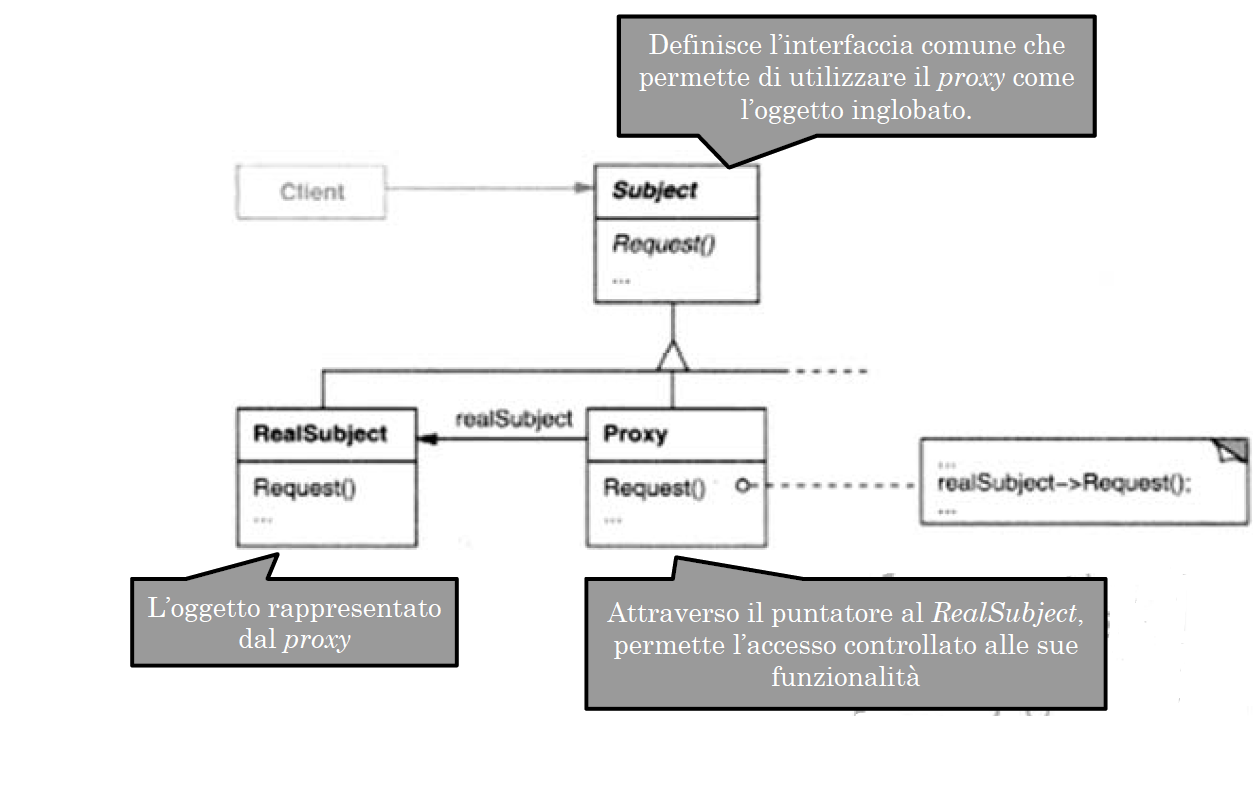 Definisce l'interfaccia comune che
permette di utilizzare il proxy come
l'oggetto inglobato.
Client
Subject
Request()
...
realSubject
RealSubject
Request()
...
Proxy
Request()
...
...
realSubject->Request();
...
L'oggetto rappresentato
dal proxy
Attraverso il puntatore al RealSubject,
permette l'accesso controllato alle sue
funzionalità